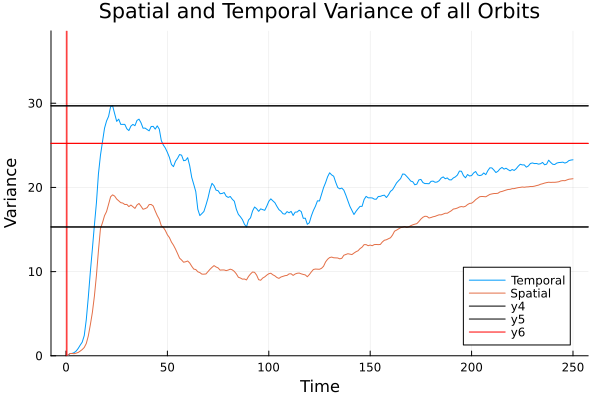 Spatial and Temporal Variance of all Orbits
Variance
30
20
10
0
0 50 100 150 200 250
Time
Temporal
Spatial
y4
y5
y6